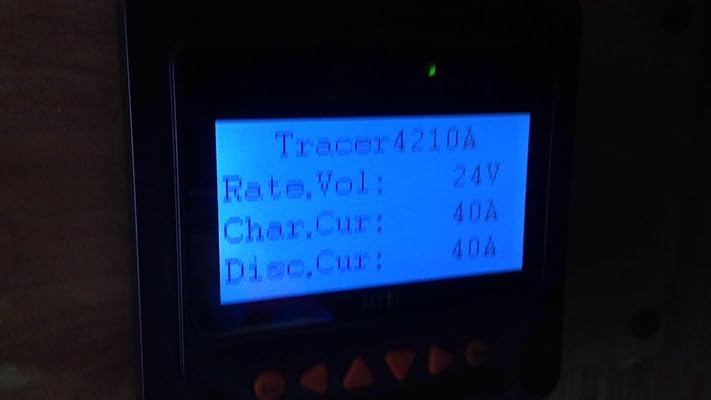 Tracer4210A
Rate.Vol: 24V
Char.Cur: 40A
Disc.Cur: 40A